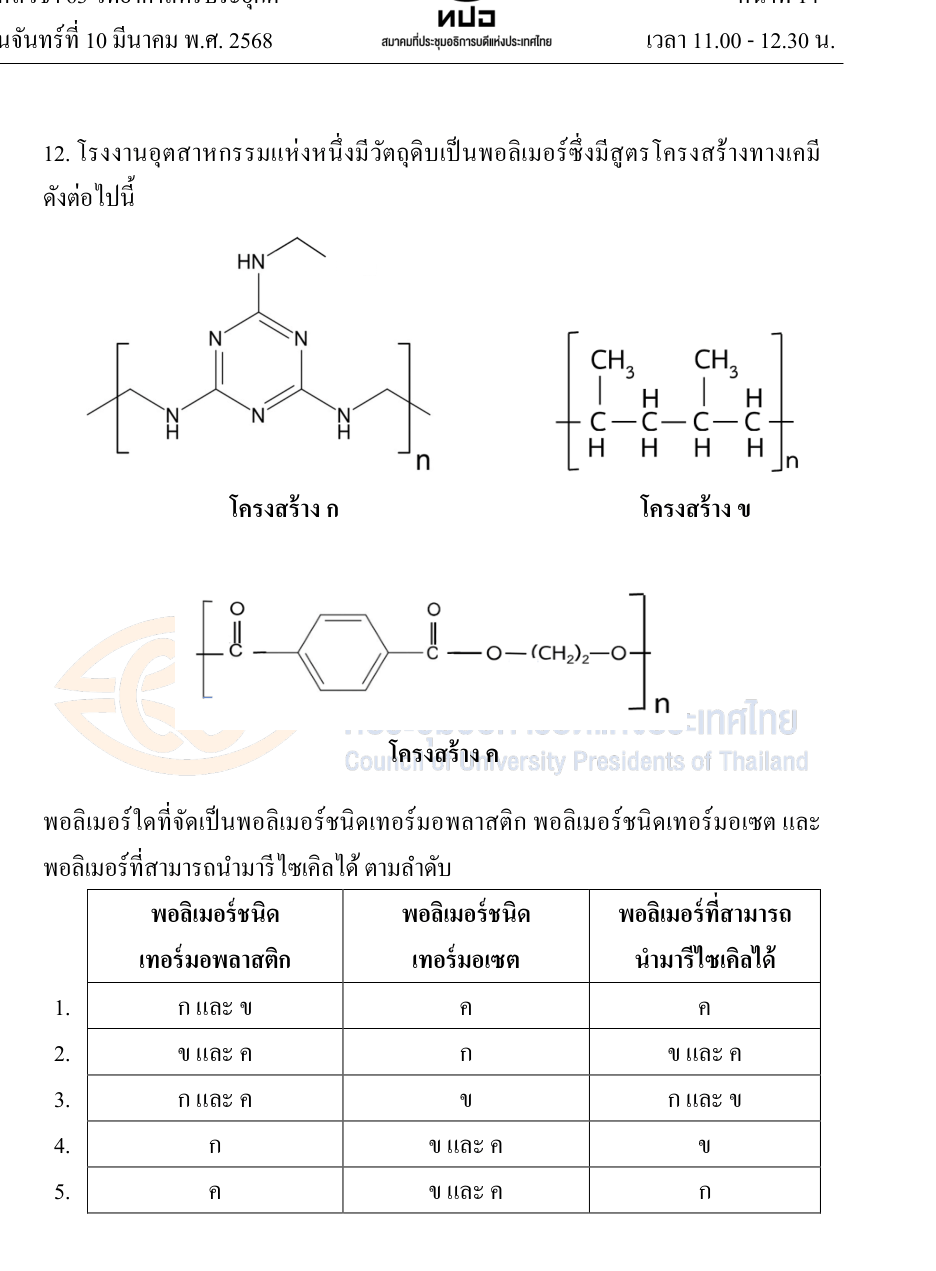 ทปอ
สมาคมที่ประชุมอธิการบดีแห่งประเทศไทย
นจันทร์ที่ 10 มีนาคม พ.ศ. 2568
เวลา 11.00 - 12.30 น.
12. โรงงานอุตสาหกรรมแห่งหนึ่งมีวัตถุดิบเป็นพอลิเมอร์ซึ่งมีสูตรโครงสร้างทางเคมี
ดังต่อไปนี้
HN
N N
N
N H
N H
n
โครงสร้าง ก
CH3 CH3
H H
C C C C
H H H H
n
โครงสร้าง ข
O O
C C O (CH2)2 O
n
โครงสร้าง ค
Council of University Presidents of Thailand
พอลิเมอร์ใดที่จัดเป็นพอลิเมอร์ชนิดเทอร์มอพลาสติก พอลิเมอร์ชนิดเทอร์มอเซต และ
พอลิเมอร์ที่สามารถนำมารีไซเคิลได้ ตามลำดับ
พอลิเมอร์ชนิด พอลิเมอร์ชนิด พอลิเมอร์ที่สามารถ
เทอร์มอพลาสติก เทอร์มอเซต นำมารีไซเคิลได้
1. ก และ ข ค ค
2. ข และ ค ก ข และ ค
3. ก และ ค ข ก และ ข
4. ก ข และ ค ข
5. ค ข และ ค ก